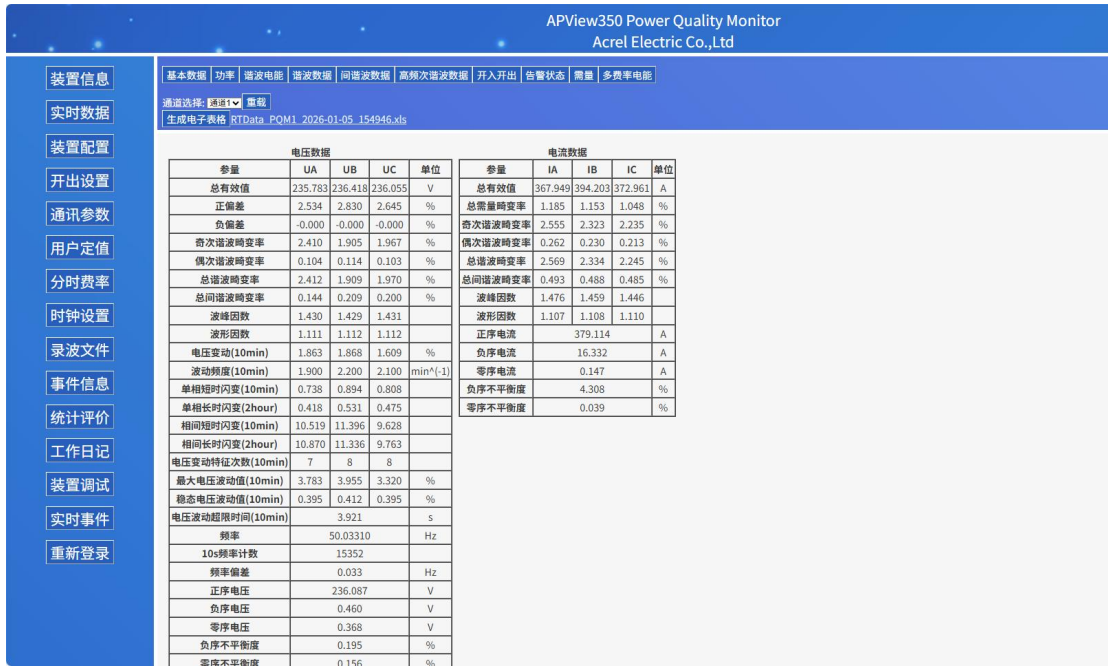 APView350 Power Quality Monitor
Acrel Electric Co.,Ltd
装置信息
实时数据
装置配置
开出设置
通讯参数
用户定值
分时费率
时钟设置
录波文件
事件信息
统计评价
工作日记
装置调试
实时事件
重新登录
基本数据 功率 谐波电能 谐波数据 间谐波数据 高频次谐波数据 开入开出 告警状态 需量 多费率电能
通道选择: 通道1 重载
生成电子表格 RTData_PQM1_2026-01-05_154946.xls
电压数据
参量 UA UB UC 单位
总有效值 235.783 236.418 236.055 V
正偏差 2.534 2.830 2.645 %
负偏差 -0.000 -0.000 -0.000 %
奇次谐波畸变率 2.410 1.905 1.967 %
偶次谐波畸变率 0.104 0.114 0.103 %
总谐波畸变率 2.412 1.909 1.970 %
总间谐波畸变率 0.144 0.209 0.200 %
波峰因数 1.430 1.429 1.431
波形因数 1.111 1.112 1.112
电压变动(10min) 1.863 1.868 1.609 %
波动频度(10min) 1.900 2.200 2.100 min^(-1)
单相短时闪变(10min) 0.738 0.894 0.808
单相长时闪变(2hour) 0.418 0.531 0.475
相间短时闪变(10min) 10.519 11.396 9.628
相间长时闪变(2hour) 10.870 11.336 9.763
电压变动特征次数(10min) 7 8 8
最大电压波动值(10min) 3.783 3.955 3.320 %
稳态电压波动值(10min) 0.395 0.412 0.395 %
电压波动超限时间(10min) 3.921 s
频率 50.03310 Hz
10s频率计数 15352
频率偏差 0.033 Hz
正序电压 236.087 V
负序电压 0.460 V
零序电压 0.368 V
负序不平衡度 0.195 %
零序不平衡度 0.156 %
电流数据
参量 IA IB IC 单位
总有效值 367.949 394.203 372.961 A
总需量畸变率 1.185 1.153 1.048 %
奇次谐波畸变率 2.555 2.323 2.235 %
偶次谐波畸变率 0.262 0.230 0.213 %
总谐波畸变率 2.569 2.334 2.245 %
总间谐波畸变率 0.493 0.488 0.485 %
波峰因数 1.476 1.459 1.446
波形因数 1.107 1.108 1.110
正序电流 379.114 A
负序电流 16.332 A
零序电流 0.147 A
负序不平衡度 4.308 %
零序不平衡度 0.039 %